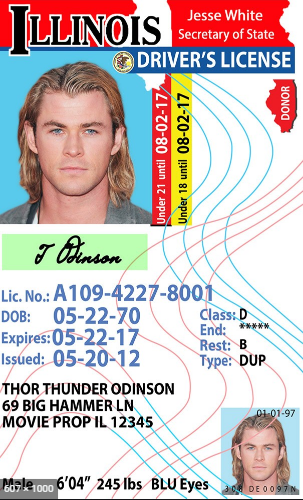 ILLINOIS
Jesse White
Secretary of State
DRIVER'S LICENSE
Under 21 until 08-02-17
Under 18 until 08-02-17
DONOR
T Odinson
Lic. No.: A109-4227-8001
DOB: 05-22-70
Expires: 05-22-17
Issued: 05-20-12
Class: D
End: *****
Rest: B
Type: DUP
THOR THUNDER ODINSON
69 BIG HAMMER LN
MOVIE PROP IL 12345
01-01-97
Male 6'04" 245 lbs BLU Eyes
607 × 1000